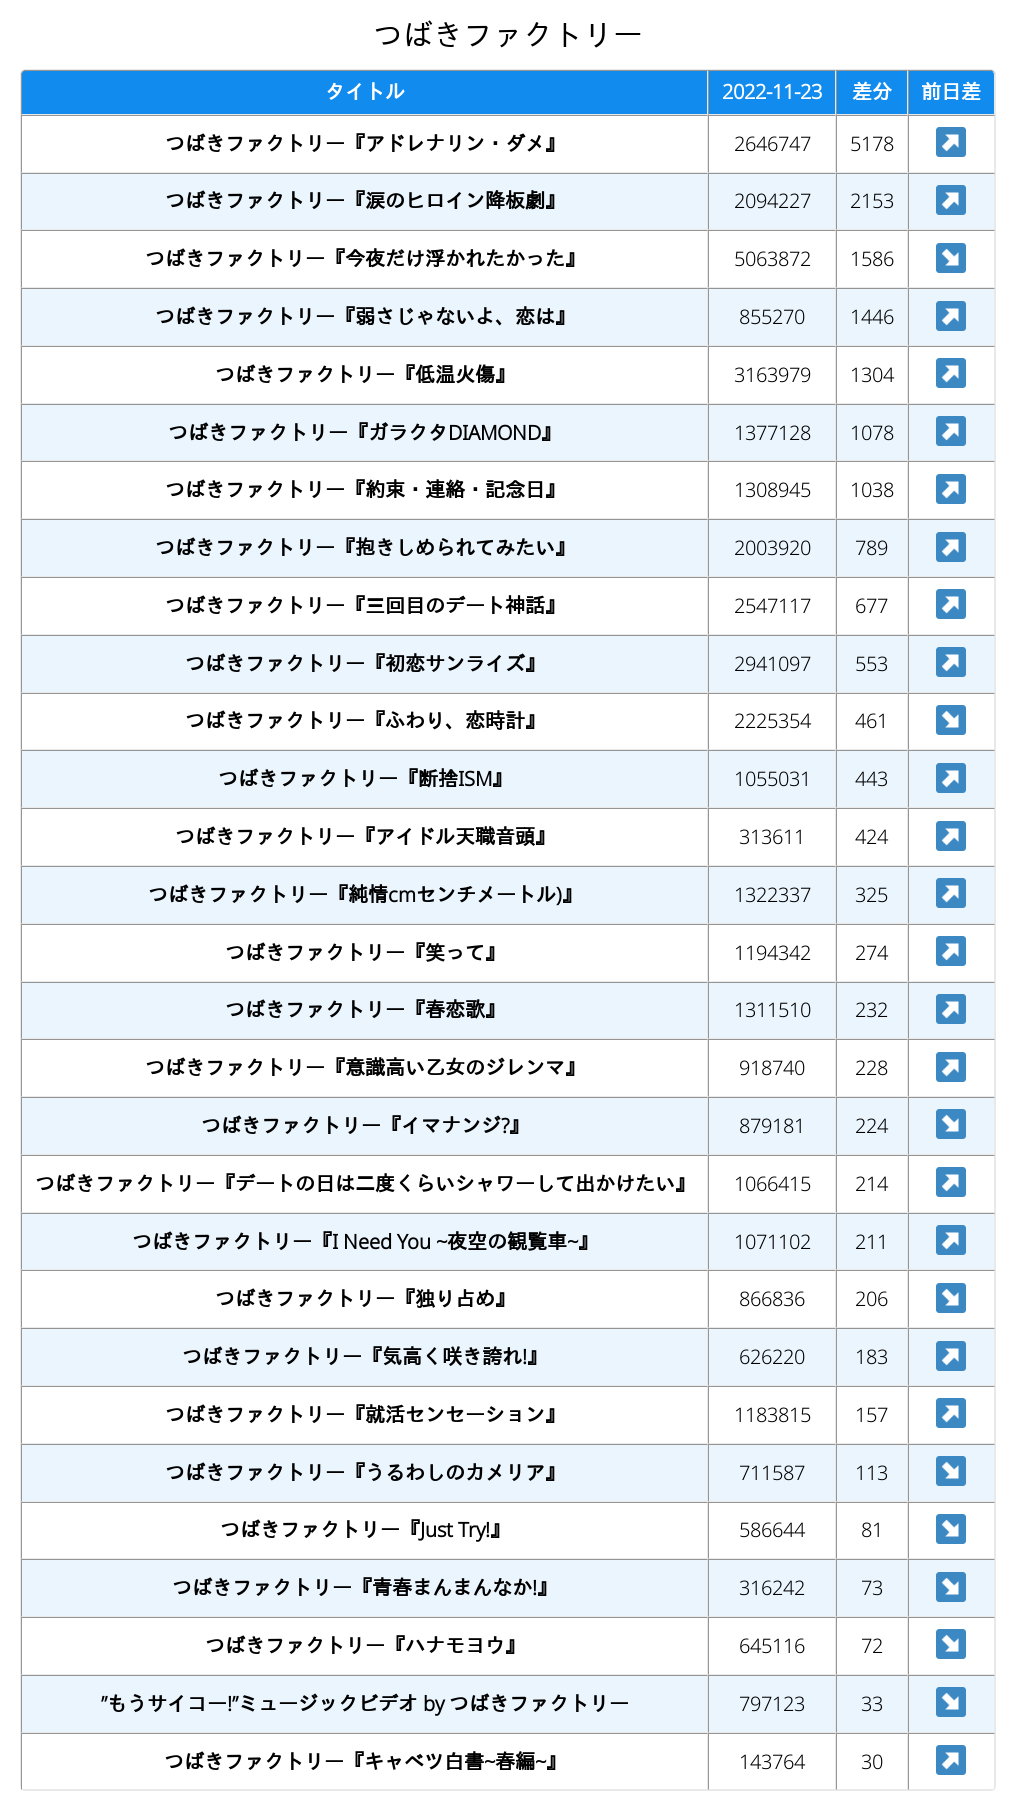 つばきファクトリー
タイトル 2022-11-23 差分 前日差
つばきファクトリー『アドレナリン・ダメ』 2646747 5178 ↗
つばきファクトリー『涙のヒロイン降板劇』 2094227 2153 ↗
つばきファクトリー『今夜だけ浮かれたかった』 5063872 1586 ↘
つばきファクトリー『弱さじゃないよ、恋は』 855270 1446 ↗
つばきファクトリー『低温火傷』 3163979 1304 ↗
つばきファクトリー『ガラクタDIAMOND』 1377128 1078 ↗
つばきファクトリー『約束・連絡・記念日』 1308945 1038 ↗
つばきファクトリー『抱きしめられてみたい』 2003920 789 ↗
つばきファクトリー『三回目のデート神話』 2547117 677 ↗
つばきファクトリー『初恋サンライズ』 2941097 553 ↗
つばきファクトリー『ふわり、恋時計』 2225354 461 ↘
つばきファクトリー『断捨ISM』 1055031 443 ↗
つばきファクトリー『アイドル天職音頭』 313611 424 ↗
つばきファクトリー『純情cmセンチメートル)』 1322337 325 ↗
つばきファクトリー『笑って』 1194342 274 ↗
つばきファクトリー『春恋歌』 1311510 232 ↗
つばきファクトリー『意識高い乙女のジレンマ』 918740 228 ↗
つばきファクトリー『イマナンジ?』 879181 224 ↘
つばきファクトリー『デートの日は二度くらいシャワーして出かけたい』 1066415 214 ↗
つばきファクトリー『I Need You ~夜空の観覧車~』 1071102 211 ↗
つばきファクトリー『独り占め』 866836 206 ↘
つばきファクトリー『気高く咲き誇れ!』 626220 183 ↗
つばきファクトリー『就活センセーション』 1183815 157 ↗
つばきファクトリー『うるわしのカメリア』 711587 113 ↘
つばきファクトリー『Just Try!』 586644 81 ↘
つばきファクトリー『青春まんまんなか!』 316242 73 ↘
つばきファクトリー『ハナモヨウ』 645116 72 ↘
”もうサイコー!”ミュージックビデオ by つばきファクトリー 797123 33 ↘
つばきファクトリー『キャベツ白書~春編~』 143764 30 ↗